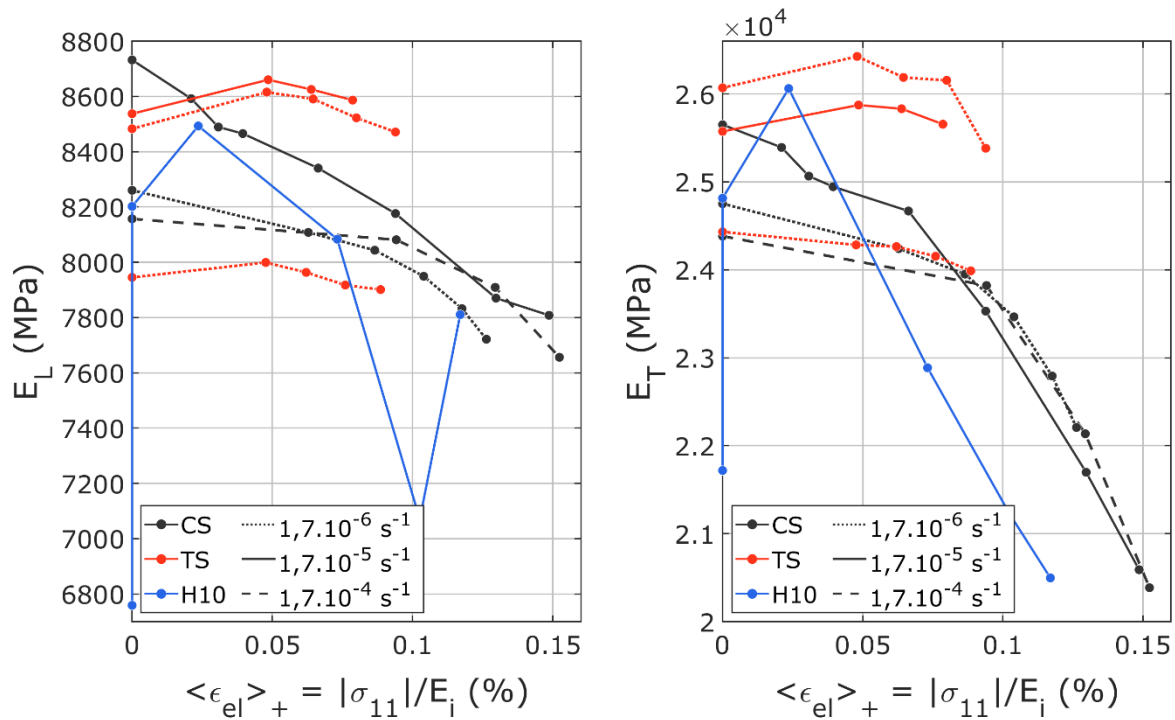 8800
8600
8400
8200
8000
7800
7600
7400
7200
7000
6800
E_L (MPa)
0 0.05 0.1 0.15
<ϵ_el>_+ = |σ_11|/E_i (%)
CS 1,7.10^-6 s^-1
TS 1,7.10^-5 s^-1
H10 1,7.10^-4 s^-1
×10^4
2.6
2.5
2.4
2.3
2.2
2.1
2
E_T (MPa)
0 0.05 0.1 0.15
<ϵ_el>_+ = |σ_11|/E_i (%)
CS 1,7.10^-6 s^-1
TS 1,7.10^-5 s^-1
H10 1,7.10^-4 s^-1